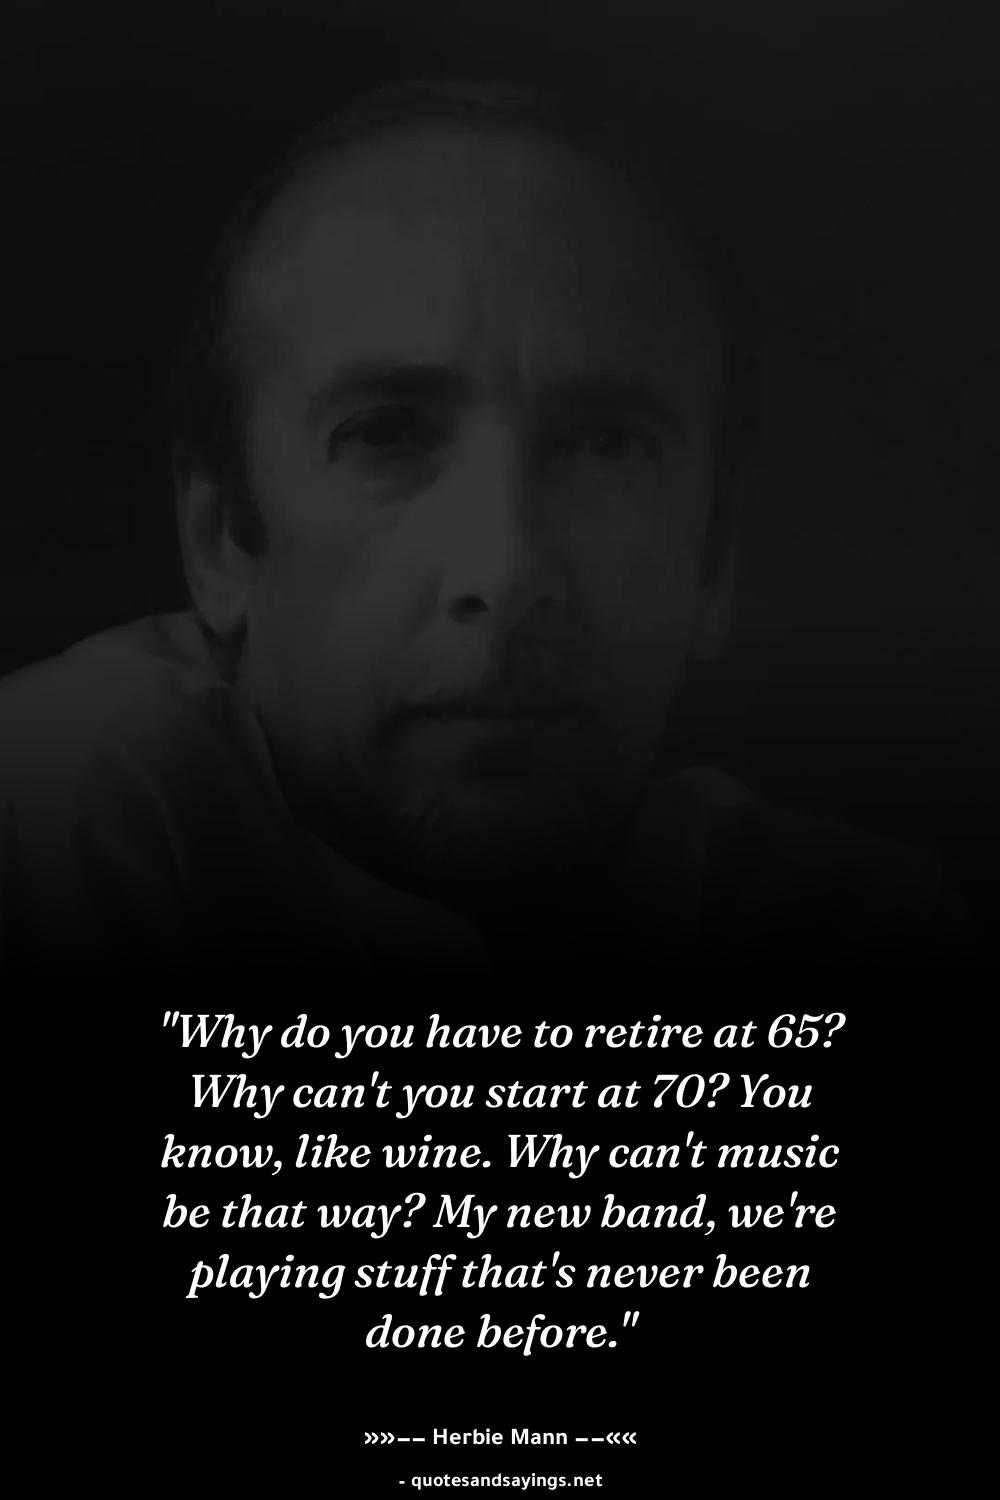 "Why do you have to retire at 65?
Why can't you start at 70? You
know, like wine. Why can't music
be that way? My new band, we're
playing stuff that's never been
done before."
»»–– Herbie Mann ––««
- quotesandsayings.net